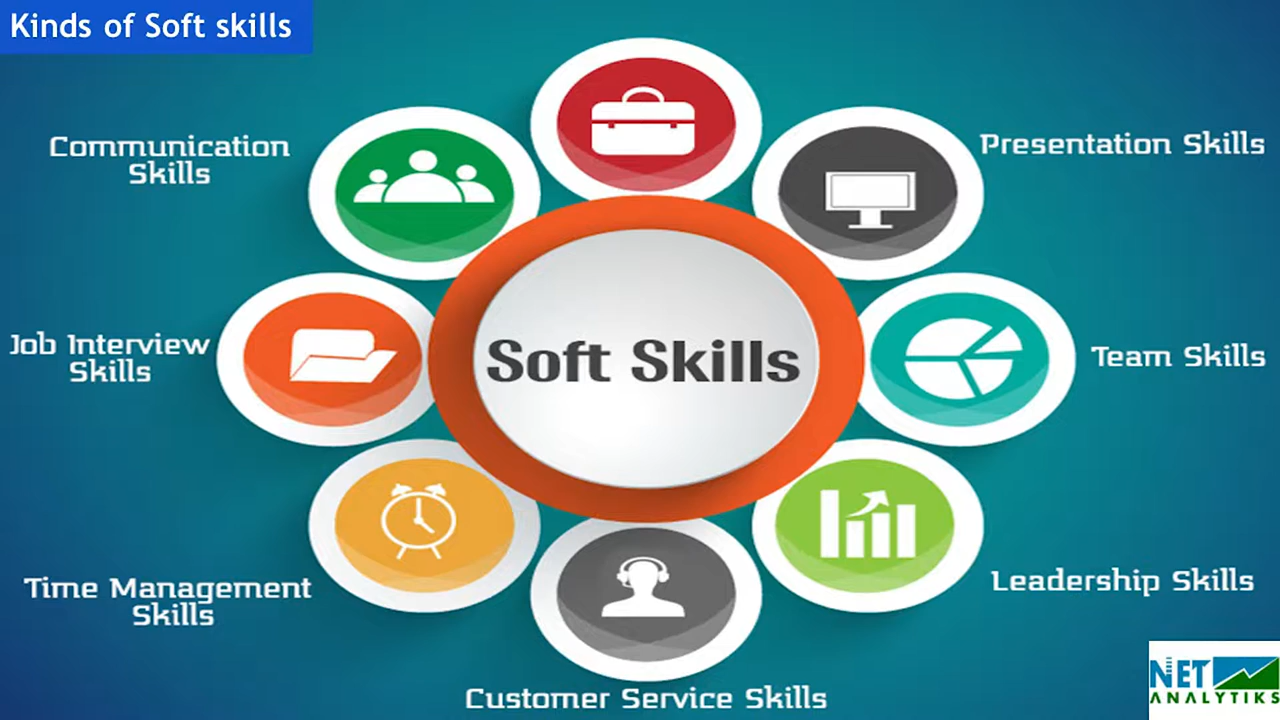 Kinds of Soft skills
Communication
Skills
Presentation Skills
Job Interview
Skills
Soft Skills
Team Skills
Time Management
Skills
Leadership Skills
Customer Service Skills
NET
ANALYTIKS